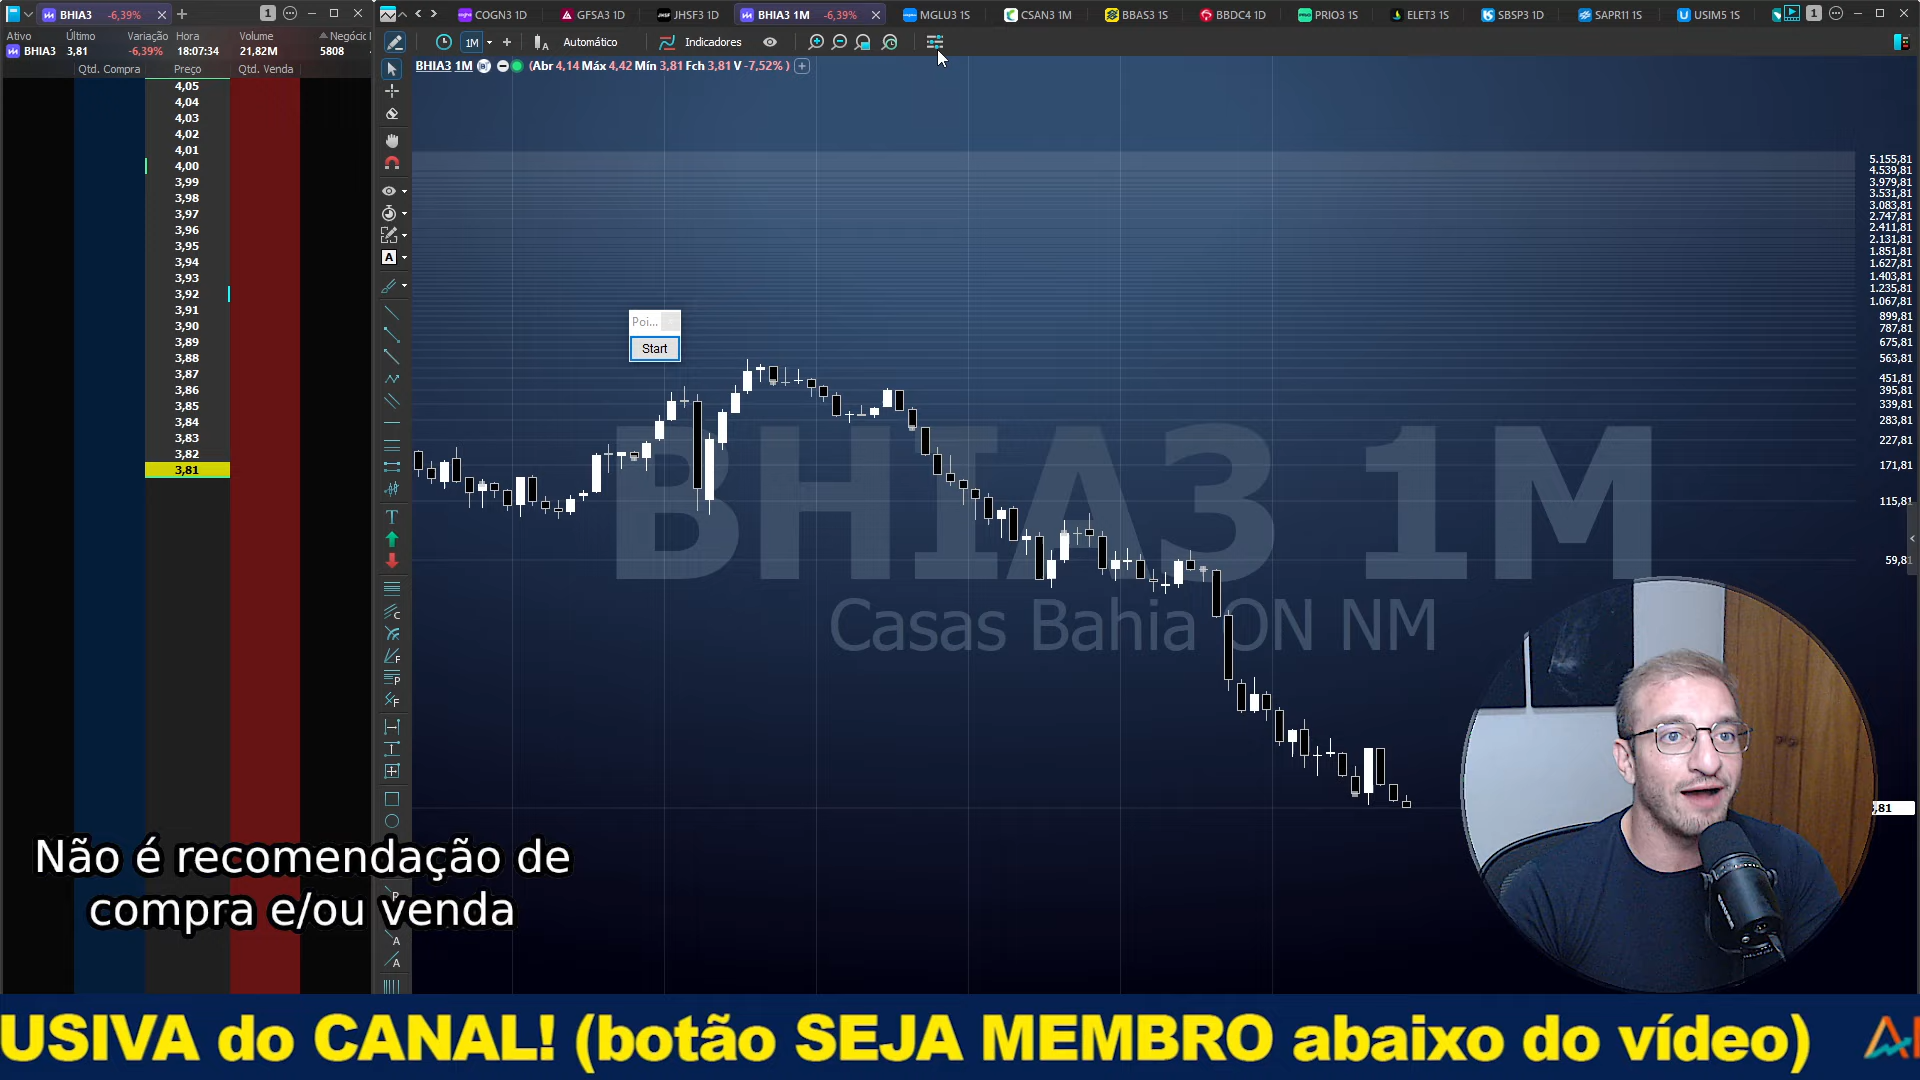 BHIA3 -6,39%
1
COGN3 1D
GFSA3 1D
JHSF3 1D
BHIA3 1M -6,39%
MGLU3 1S
CSAN3 1M
BBAS3 1S
BBDC4 1D
PRIO3 1S
ELET3 1S
SBSP3 1D
SAPR11 1S
USIM5 1S
1
Ativo Último Variação Hora Volume Negócic
BHIA3 3,81 -6,39% 18:07:34 21,82M 5808
Qtd. Compra Preço Qtd. Venda
1M
Automático
Indicadores
BHIA3 1M (Abr 4,14 Máx 4,42 Mín 3,81 Fch 3,81 V -7,52% )
4,05
4,04
4,03
4,02
4,01
4,00
3,99
3,98
3,97
3,96
3,95
3,94
3,93
3,92
3,91
3,90
3,89
3,88
3,87
3,86
3,85
3,84
3,83
3,82
3,81
Poi...
Start
BHIA3 1M
Casas Bahia ON NM
5.155,81
4.539,81
3.979,81
3.531,81
3.083,81
2.747,81
2.411,81
2.131,81
1.851,81
1.627,81
1.403,81
1.235,81
1.067,81
899,81
787,81
675,81
563,81
451,81
395,81
339,81
283,81
227,81
171,81
115,81
59,81
,81
Não é recomendação de
compra e/ou venda
USIVA do CANAL! (botão SEJA MEMBRO abaixo do vídeo)